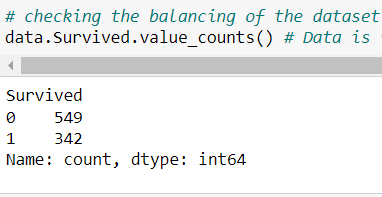 # checking the balancing of the dataset
data.Survived.value_counts() # Data is
Survived
0    549
1    342
Name: count, dtype: int64